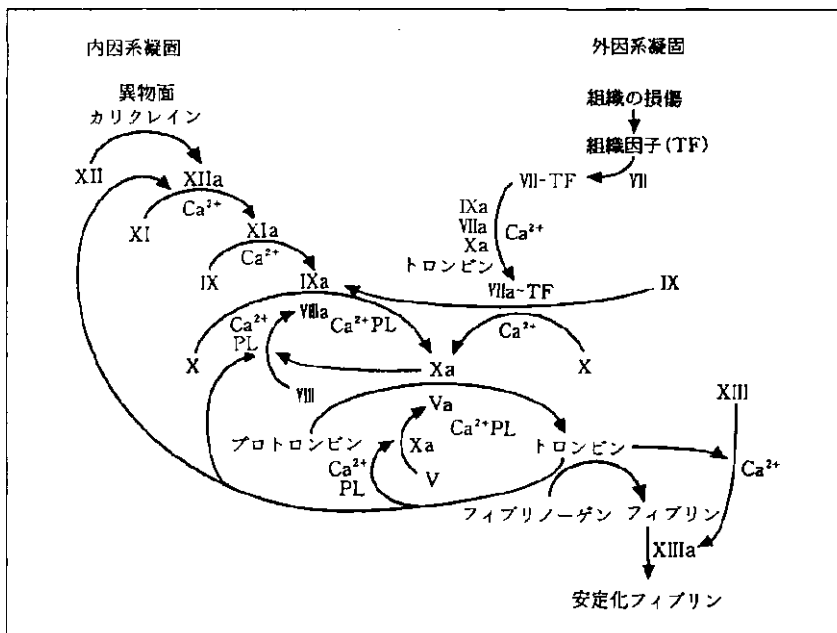 内因系凝固
外因系凝固
異物面
カリクレイン
組織の損傷
組織因子(TF)
XII
XIIa
Ca²⁺
VII-TF
VII
XI
XIa
Ca²⁺
IXa
VIIa
Xa
トロンビン
Ca²⁺
IX
IXa
VIIa-TF
IX
VIIIa
Ca²⁺
PL
Ca²⁺PL
Ca²⁺
X
Xa
X
VIII
XIII
Va
プロトロンビン
Xa
Ca²⁺PL
トロンビン
Ca²⁺
Ca²⁺
PL
V
フィブリノーゲン
フィブリン
XIIIa
安定化フィブリン